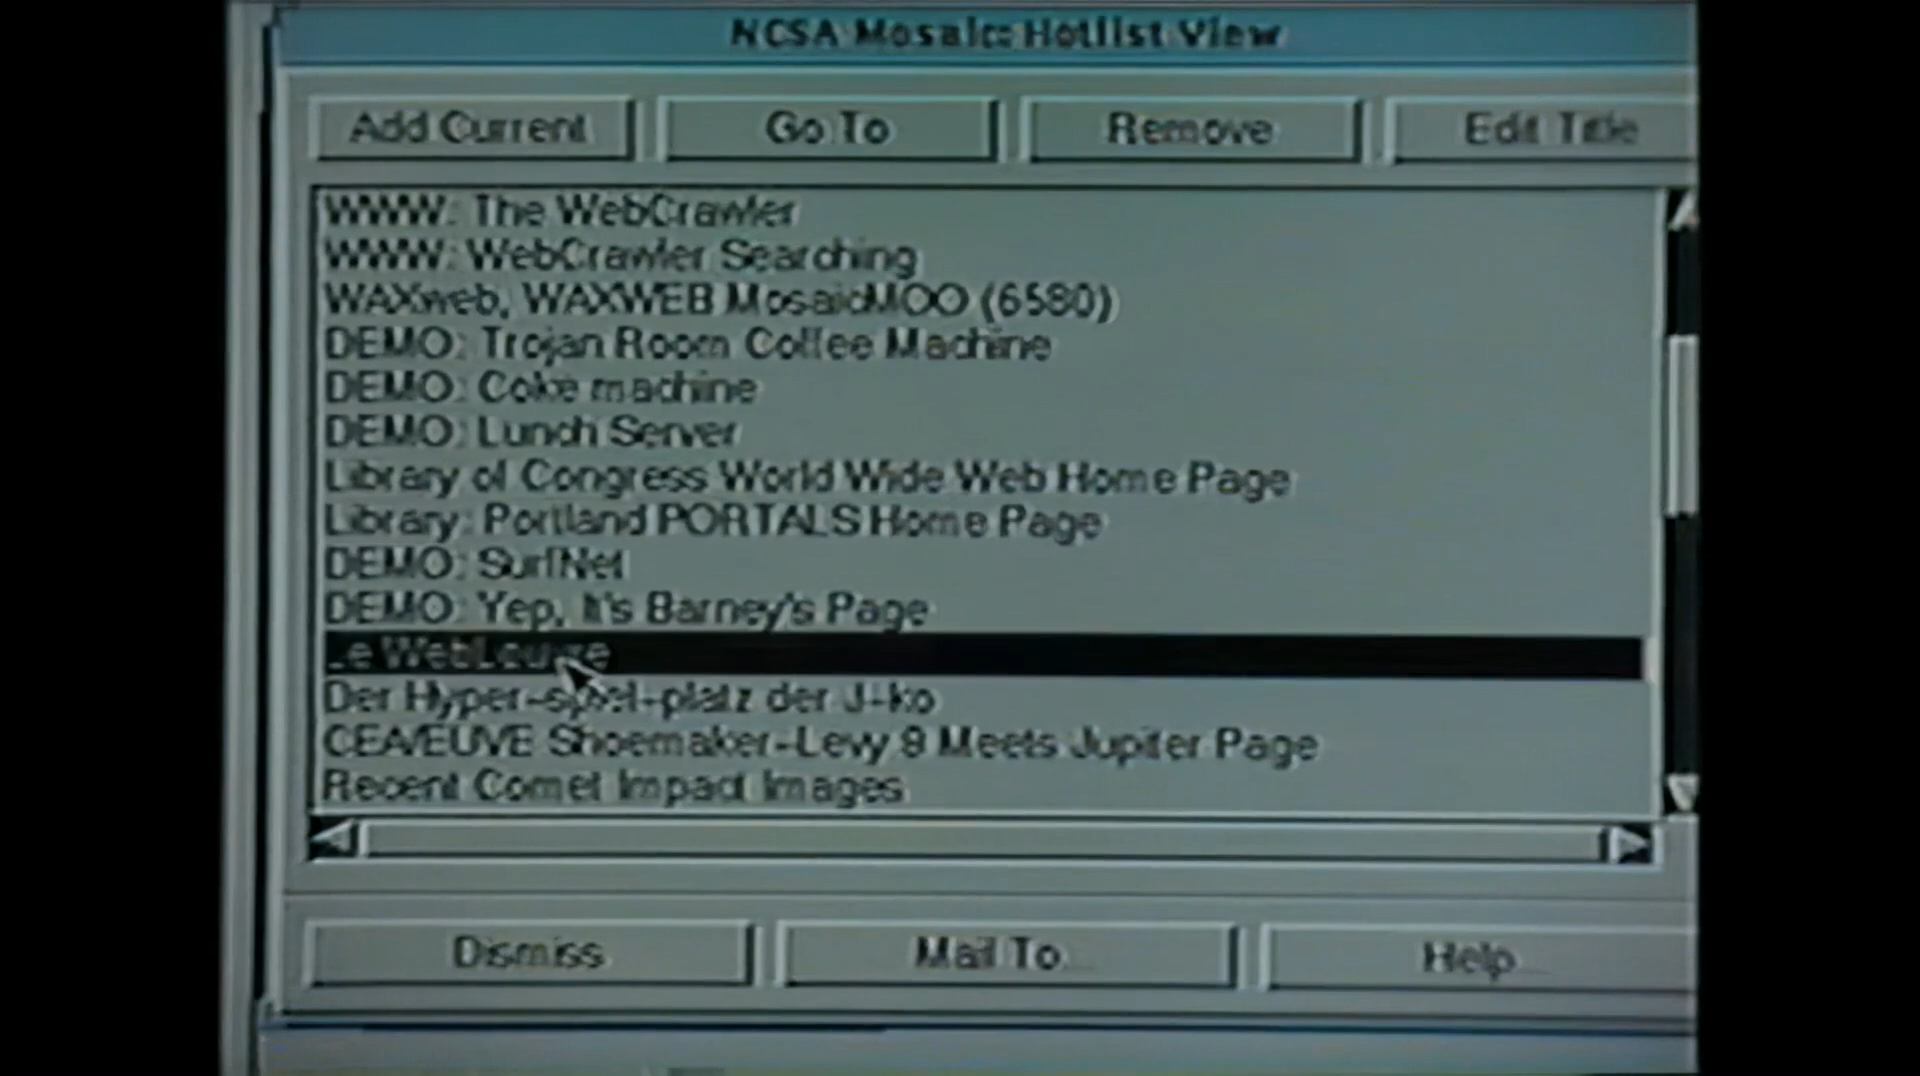 NCSA Mosaic: Hotlist View
Add Current
Go To
Remove
Edit Title
WWW: The WebCrawler
WWW: WebCrawler Searching
WAXweb, WAXWEB MosaicMOO (6580)
DEMO: Trojan Room Coffee Machine
DEMO: Coke machine
DEMO: Lunch Server
Library of Congress World Wide Web Home Page
Library: Portland PORTALS Home Page
DEMO: SurfNet
DEMO: Yep, It's Barney's Page
Le WebLouvre
Der Hyper-spiel-platz der J-ko
CEA/EUVE Shoemaker-Levy 9 Meets Jupiter Page
Recent Comet Impact Images
Dismiss
Mail To...
Help...